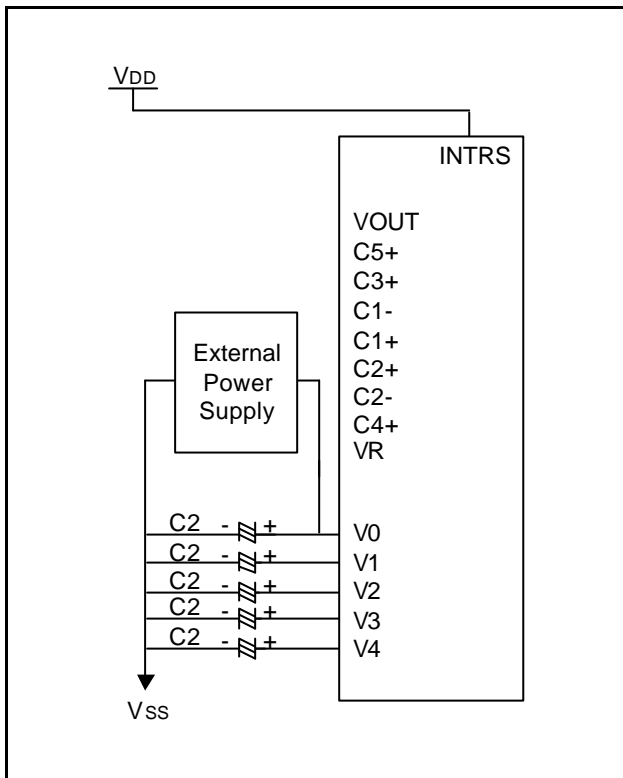 VDD
INTRS
VOUT
C5+
C3+
C1-
C1+
C2+
C2-
C4+
VR
External
Power
Supply
C2 - + V0
C2 - + V1
C2 - + V2
C2 - + V3
C2 - + V4
VSS